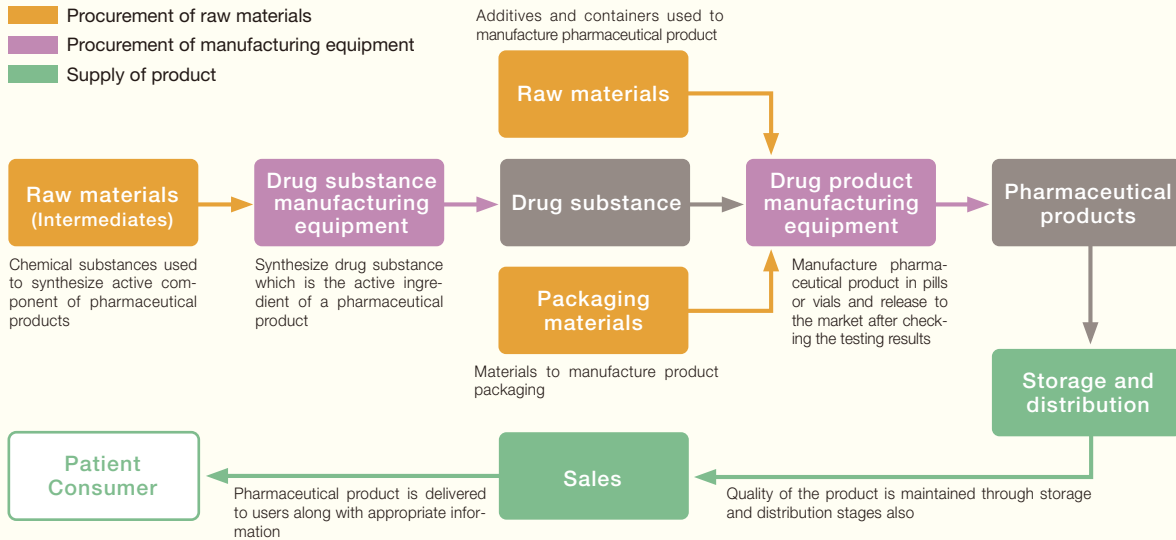 Procurement of raw materials
Procurement of manufacturing equipment
Supply of product
Additives and containers used to
manufacture pharmaceutical product
Raw materials
Raw materials
(Intermediates)
Chemical substances used
to synthesize active com-
ponent of pharmaceutical
products
Drug substance
manufacturing
equipment
Synthesize drug substance
which is the active ingre-
dient of a pharmaceutical
product
Drug substance
Packaging
materials
Materials to manufacture product
packaging
Drug product
manufacturing
equipment
Manufacture pharma-
ceutical product in pills
or vials and release to
the market after check-
ing the testing results
Pharmaceutical
products
Storage and
distribution
Quality of the product is maintained through storage
and distribution stages also
Sales
Pharmaceutical product is delivered
to users along with appropriate infor-
mation
Patient
Consumer